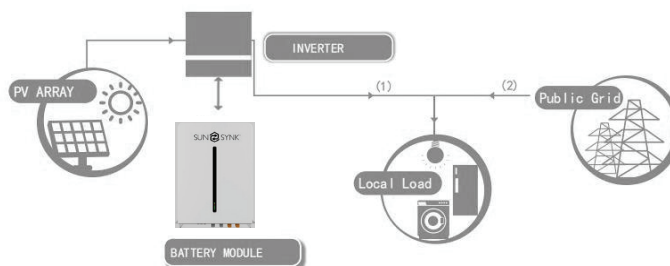 INVERTER
PV ARRAY
(1)
(2)
Public Grid
SUNSYNK
Local Load
BATTERY MODULE